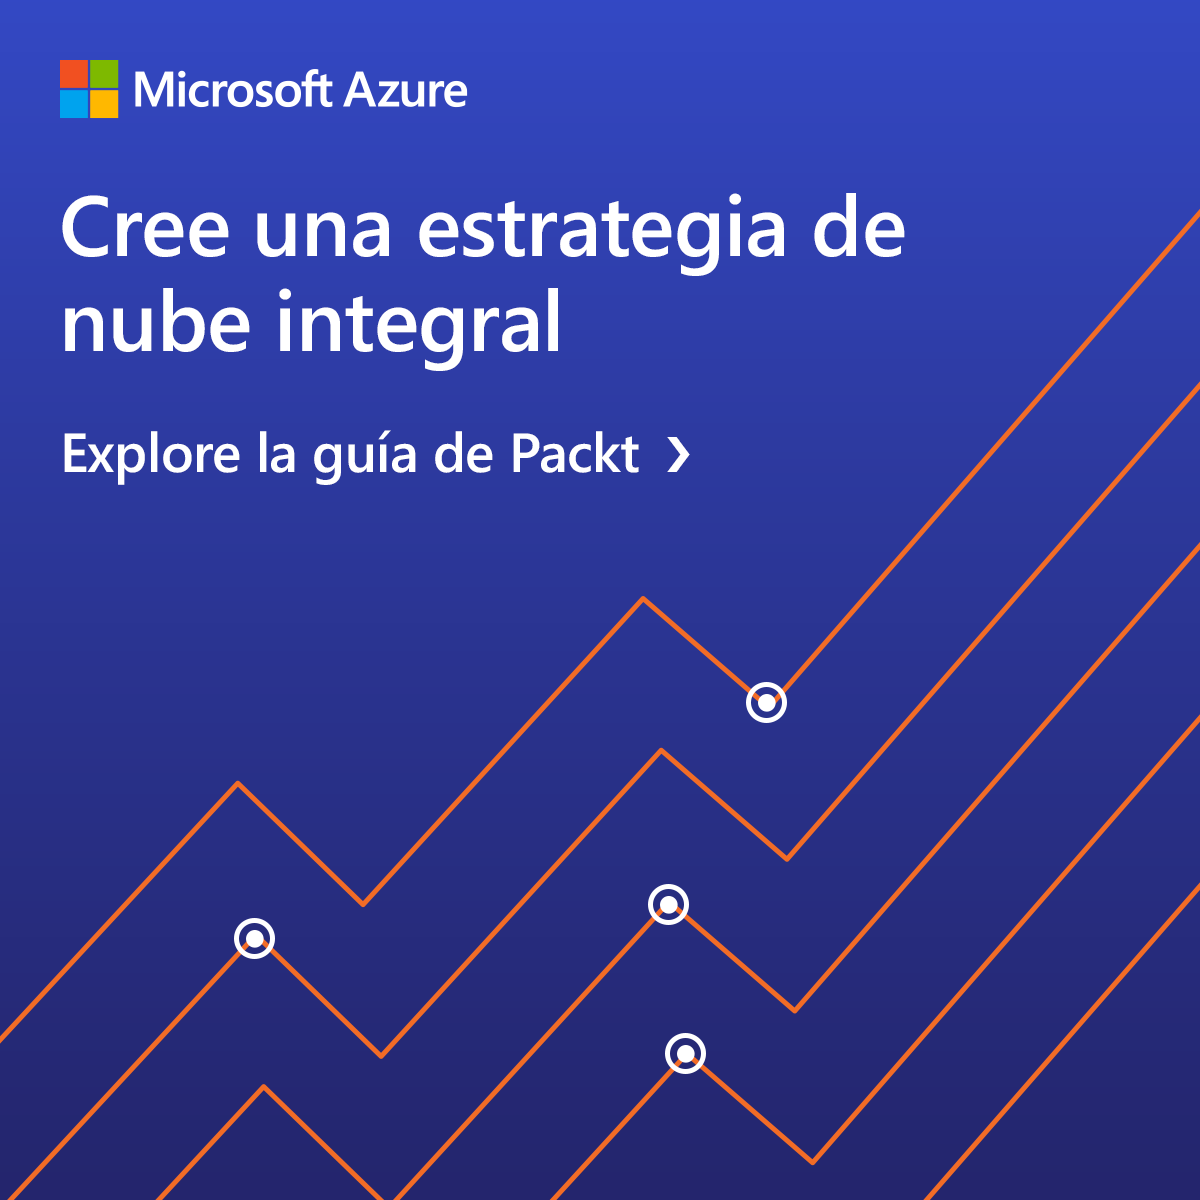 Microsoft Azure
Cree una estrategia de
nube integral
Explore la guía de Packt